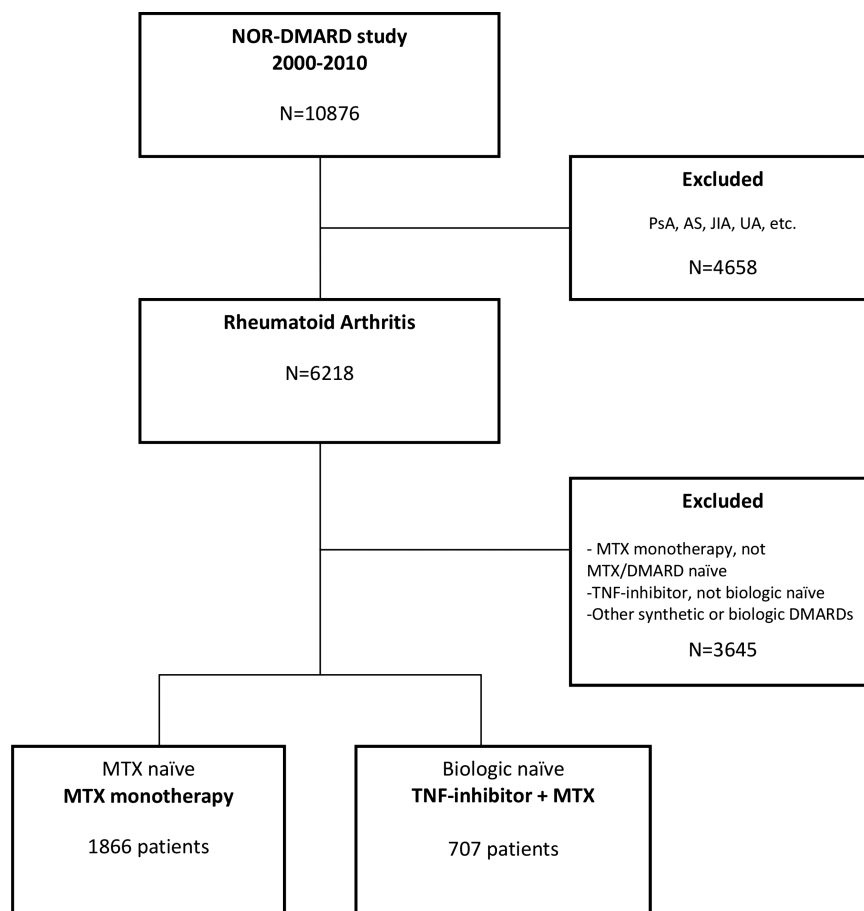 NOR-DMARD study
2000-2010
N=10876
Excluded
PsA, AS, JIA, UA, etc.
N=4658
Rheumatoid Arthritis
N=6218
Excluded
- MTX monotherapy, not
MTX/DMARD naïve
-TNF-inhibitor, not biologic naïve
-Other synthetic or biologic DMARDs
N=3645
MTX naïve
MTX monotherapy
1866 patients
Biologic naïve
TNF-inhibitor + MTX
707 patients